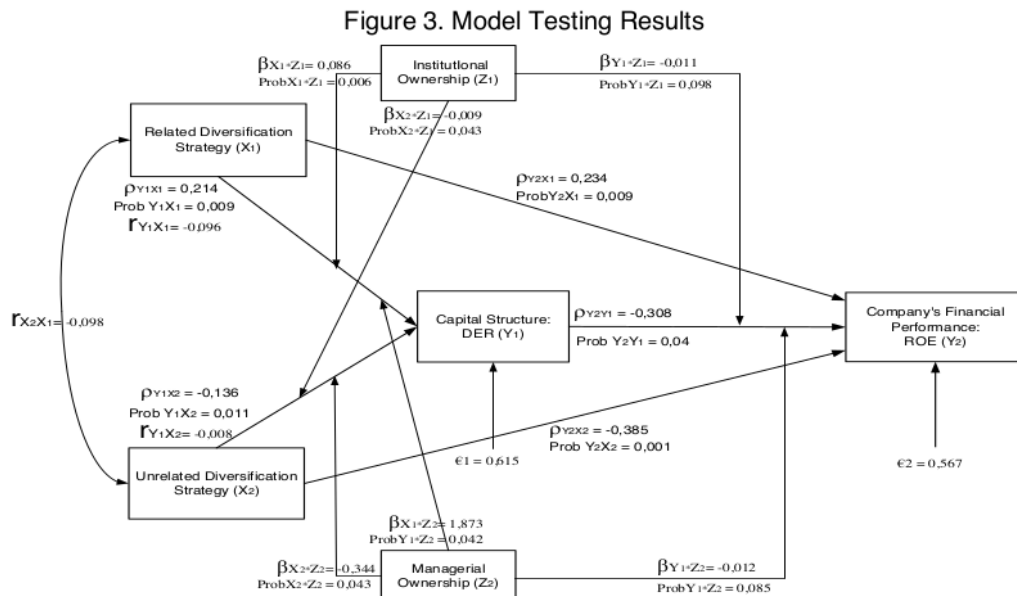 Figure 3. Model Testing Results
βX1*Z1= 0,086
ProbX1*Z1= 0,006
Institutional
Ownership (Z1)
βY1*Z1= -0,011
ProbY1*Z1= 0,098
βX2*Z1= -0,009
ProbX2*Z1= 0,043
Related Diversification
Strategy (X1)
ρY1X1 = 0,214
Prob Y1X1 = 0,009
rY1X1= -0,096
ρY2X1 = 0,234
ProbY2X1 = 0,009
rX2X1= -0,098
Capital Structure:
DER (Y1)
ρY2Y1 = -0,308
Prob Y2Y1 = 0,04
Company's Financial
Performance:
ROE (Y2)
ρY1X2 = -0,136
Prob Y1X2 = 0,011
rY1X2= -0,008
Unrelated Diversification
Strategy (X2)
ρY2X2 = -0,385
Prob Y2X2 = 0,001
€1 = 0,615
€2 = 0,567
βX1*Z2= 1,873
ProbY1*Z2= 0,042
βX2*Z2= -0,344
ProbX2*Z2= 0,043
Managerial
Ownership (Z2)
βY1*Z2= -0,012
ProbY1*Z2= 0,085